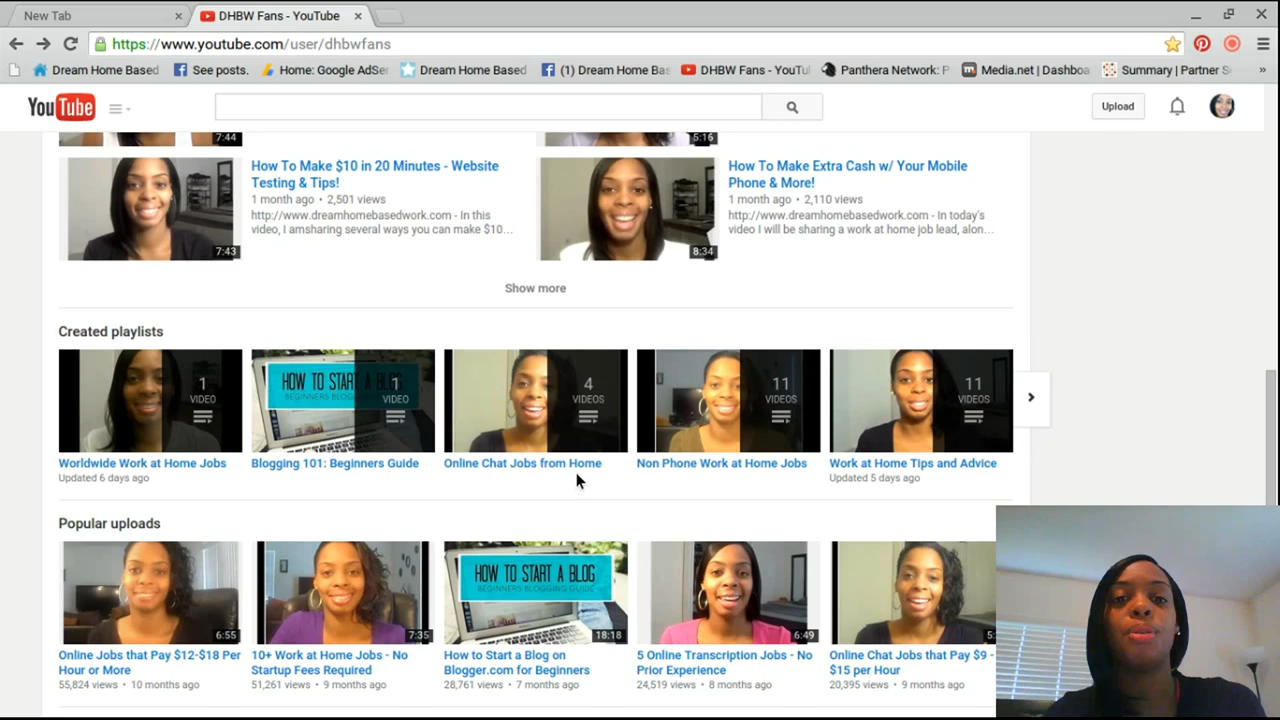 New Tab
DHBW Fans - YouTube
https://www.youtube.com/user/dhbwfans
Dream Home Based
See posts.
Home: Google AdSen
Dream Home Based
(1) Dream Home Bas
DHBW Fans - YouTu
Panthera Network: P
Media.net | Dashboa
Summary | Partner S
»
YouTube
Upload
7:44
5:16
How To Make $10 in 20 Minutes - Website
Testing & Tips!
1 month ago • 2,501 views
http://www.dreamhomebasedwork.com - In this
video, I amsharing several ways you can make $10...
7:43
How To Make Extra Cash w/ Your Mobile
Phone & More!
1 month ago • 2,110 views
http://www.dreamhomebasedwork.com - In today's
video I will be sharing a work at home job lead, alon...
8:34
Show more
Created playlists
1
VIDEO
Worldwide Work at Home Jobs
Updated 6 days ago
HOW TO START A BLOG
BEGINNERS BLOGGING
1
VIDEO
Blogging 101: Beginners Guide
4
VIDEOS
Online Chat Jobs from Home
11
VIDEOS
Non Phone Work at Home Jobs
11
VIDEOS
Work at Home Tips and Advice
Updated 5 days ago
Popular uploads
6:55
Online Jobs that Pay $12-$18 Per
Hour or More
55,824 views • 10 months ago
7:35
10+ Work at Home Jobs - No
Startup Fees Required
51,261 views • 9 months ago
HOW TO START A BLOG
BEGINNERS BLOGGING GUIDE
18:18
How to Start a Blog on
Blogger.com for Beginners
28,761 views • 7 months ago
6:49
5 Online Transcription Jobs - No
Prior Experience
24,519 views • 8 months ago
5:
Online Chat Jobs that Pay $9 -
$15 per Hour
20,395 views • 9 months ago